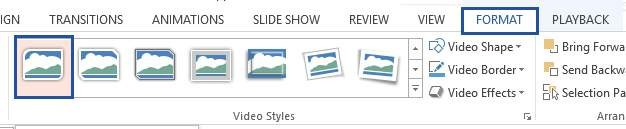 IGN TRANSITIONS ANIMATIONS SLIDE SHOW REVIEW VIEW FORMAT PLAYBACK
Video Shape
Video Border
Video Effects
Bring Forwa
Send Backw
Selection Pa
Video Styles
Arran